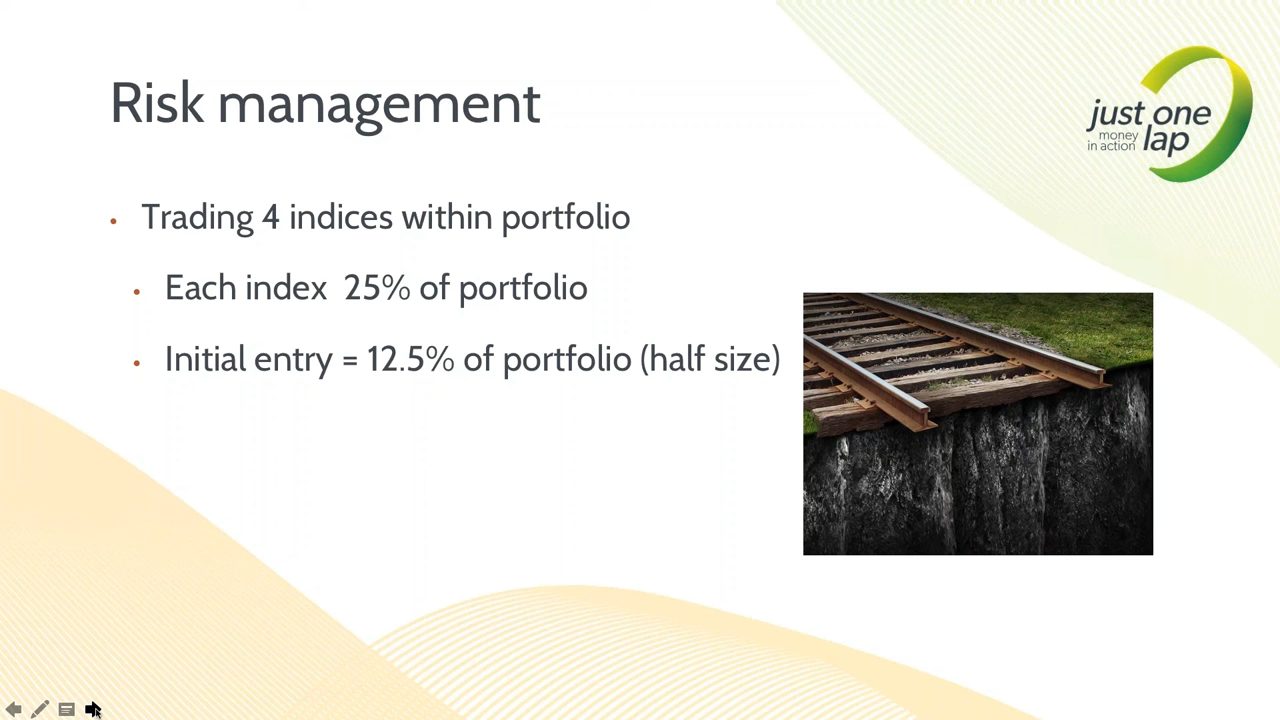 Risk management
just one
money
in action lap
• Trading 4 indices within portfolio
• Each index 25% of portfolio
• Initial entry = 12.5% of portfolio (half size)